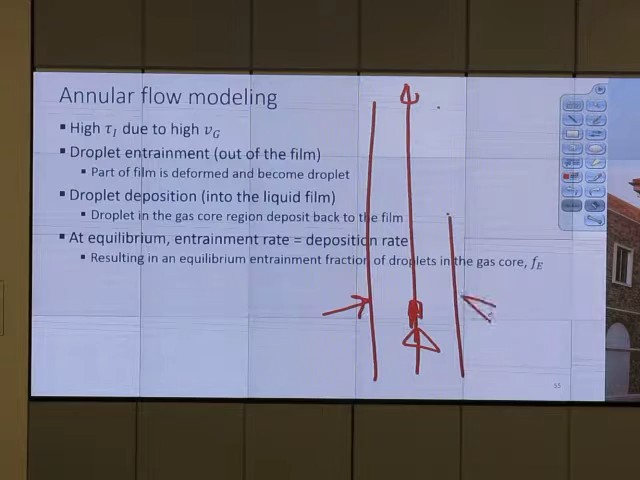 Annular flow modeling
▪ High τ_I due to high v_G
▪ Droplet entrainment (out of the film)
▪ Part of film is deformed and become droplet
▪ Droplet deposition (into the liquid film)
▪ Droplet in the gas core region deposit back to the film
▪ At equilibrium, entrainment rate = deposition rate
▪ Resulting in an equilibrium entrainment fraction of droplets in the gas core, f_E
55